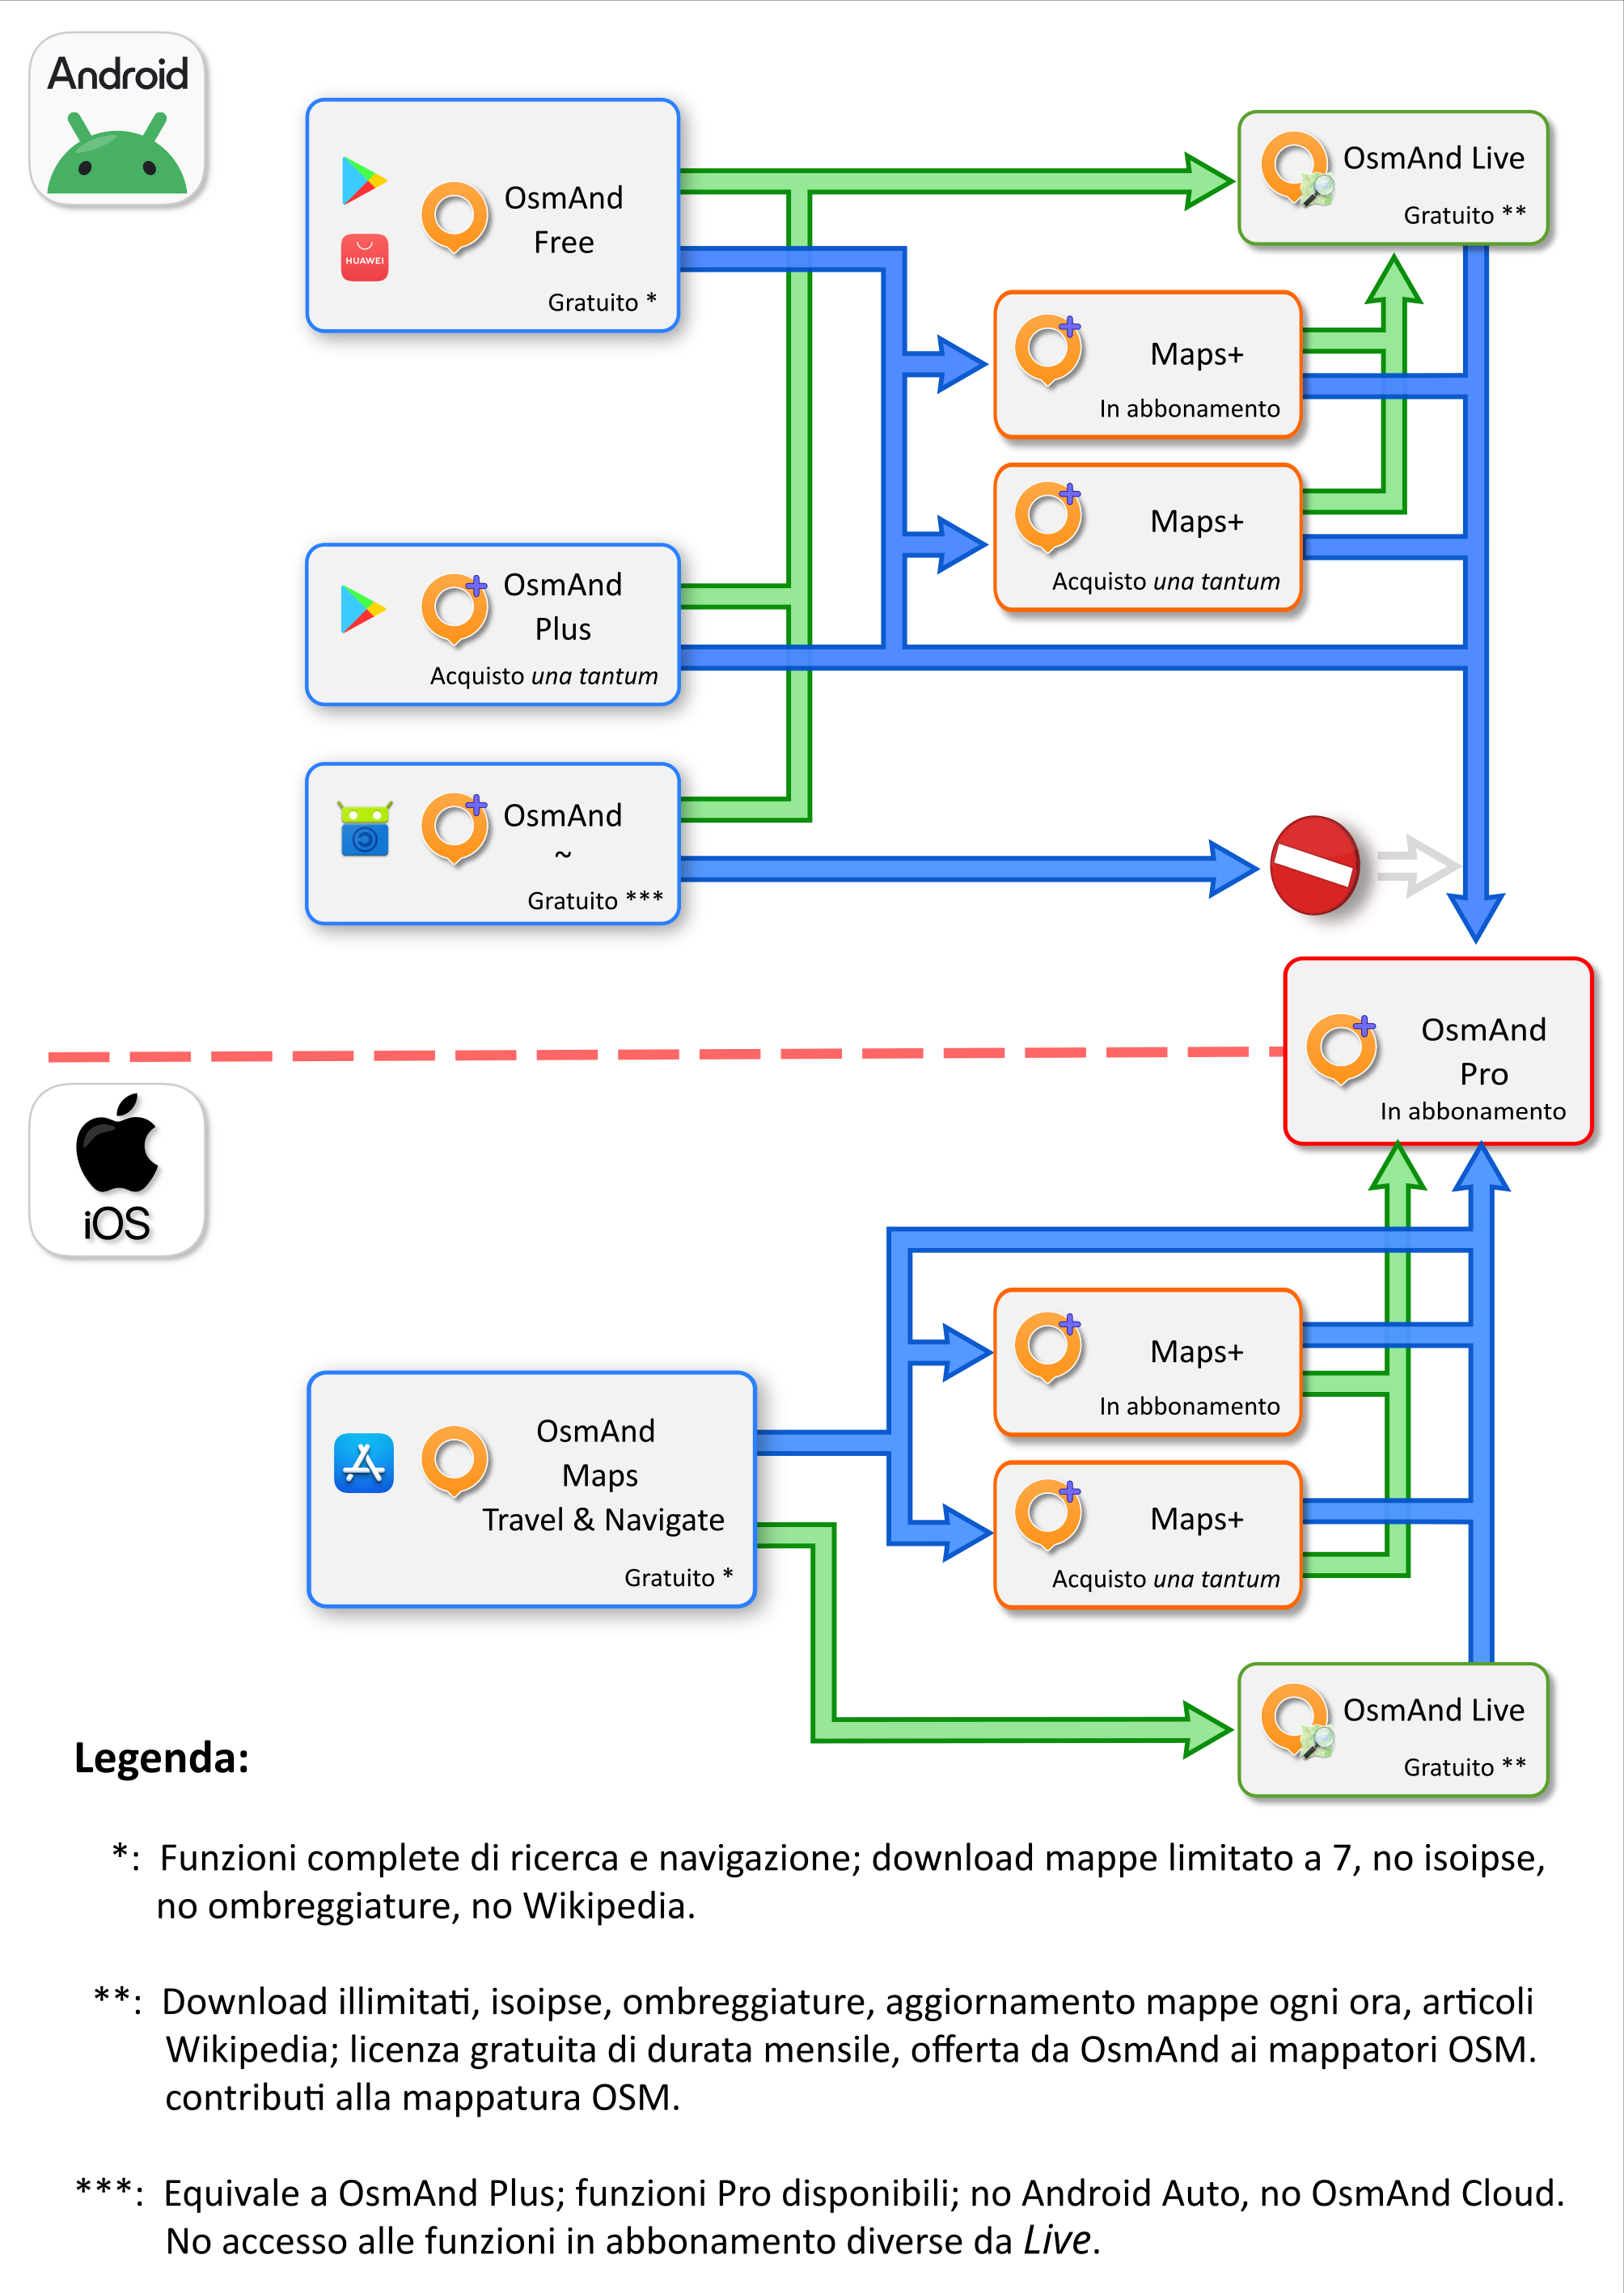 Android
OsmAnd
Free
Gratuito *
HUAWEI
OsmAnd Live
Gratuito **
Maps+
In abbonamento
Maps+
Acquisto una tantum
OsmAnd
Plus
Acquisto una tantum
OsmAnd
~
Gratuito ***
OsmAnd
Pro
In abbonamento
iOS
Maps+
In abbonamento
OsmAnd
Maps
Travel & Navigate
Gratuito *
Maps+
Acquisto una tantum
OsmAnd Live
Gratuito **
Legenda:
*: Funzioni complete di ricerca e navigazione; download mappe limitato a 7, no isoipse,
no ombreggiature, no Wikipedia.
**: Download illimitati, isoipse, ombreggiature, aggiornamento mappe ogni ora, articoli
Wikipedia; licenza gratuita di durata mensile, offerta da OsmAnd ai mappatori OSM.
contributi alla mappatura OSM.
***: Equivale a OsmAnd Plus; funzioni Pro disponibili; no Android Auto, no OsmAnd Cloud.
No accesso alle funzioni in abbonamento diverse da Live.